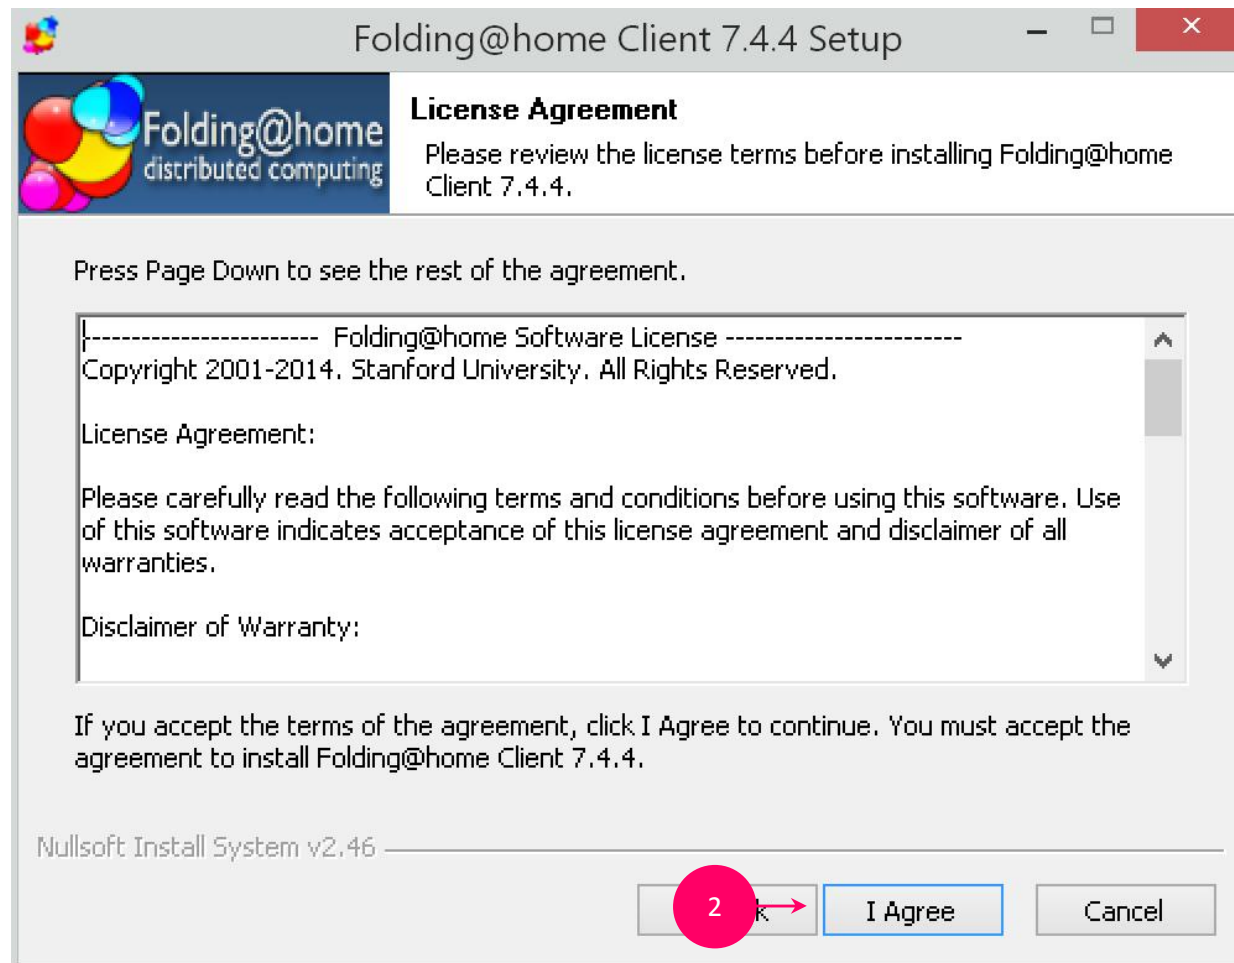 Folding@home Client 7.4.4 Setup
Folding@home
distributed computing
License Agreement
Please review the license terms before installing Folding@home
Client 7.4.4.
Press Page Down to see the rest of the agreement.
----------------------- Folding@home Software License ------------------------
Copyright 2001-2014. Stanford University. All Rights Reserved.
License Agreement:
Please carefully read the following terms and conditions before using this software. Use
of this software indicates acceptance of this license agreement and disclaimer of all
warranties.
Disclaimer of Warranty:
If you accept the terms of the agreement, click I Agree to continue. You must accept the
agreement to install Folding@home Client 7.4.4.
Nullsoft Install System v2.46
2
I Agree
Cancel